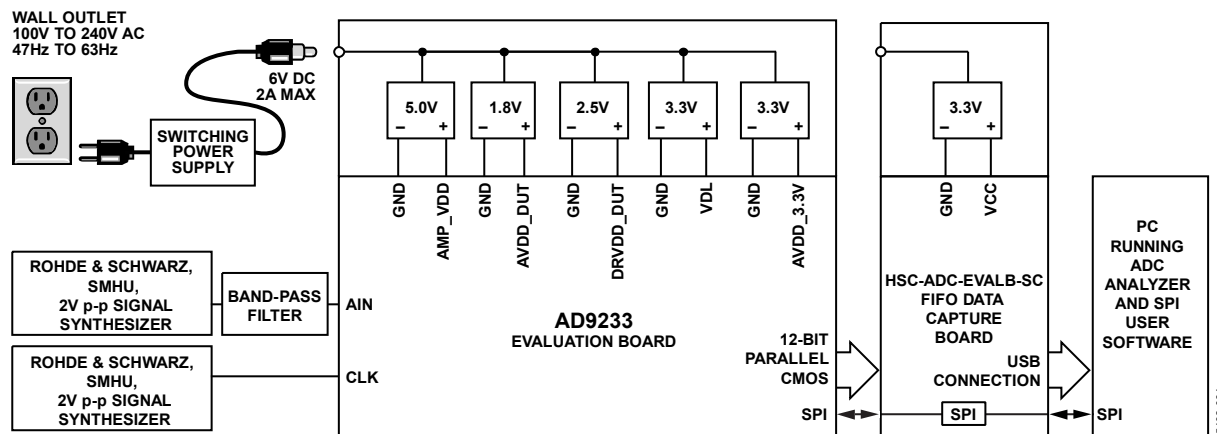 WALL OUTLET
100V TO 240V AC
47Hz TO 63Hz
6V DC
2A MAX
SWITCHING
POWER
SUPPLY
5.0V
1.8V
2.5V
3.3V
3.3V
3.3V
– +
– +
– +
– +
– +
– +
GND
AMP_VDD
GND
AVDD_DUT
GND
DRVDD_DUT
GND
VDL
GND
AVDD_3.3V
GND
VCC
ROHDE & SCHWARZ,
SMHU,
2V p-p SIGNAL
SYNTHESIZER
BAND-PASS
FILTER
AIN
ROHDE & SCHWARZ,
SMHU,
2V p-p SIGNAL
SYNTHESIZER
CLK
AD9233
EVALUATION BOARD
12-BIT
PARALLEL
CMOS
SPI
HSC-ADC-EVALB-SC
FIFO DATA
CAPTURE
BOARD
USB
CONNECTION
SPI
PC
RUNNING
ADC
ANALYZER
AND SPI
USER
SOFTWARE
SPI